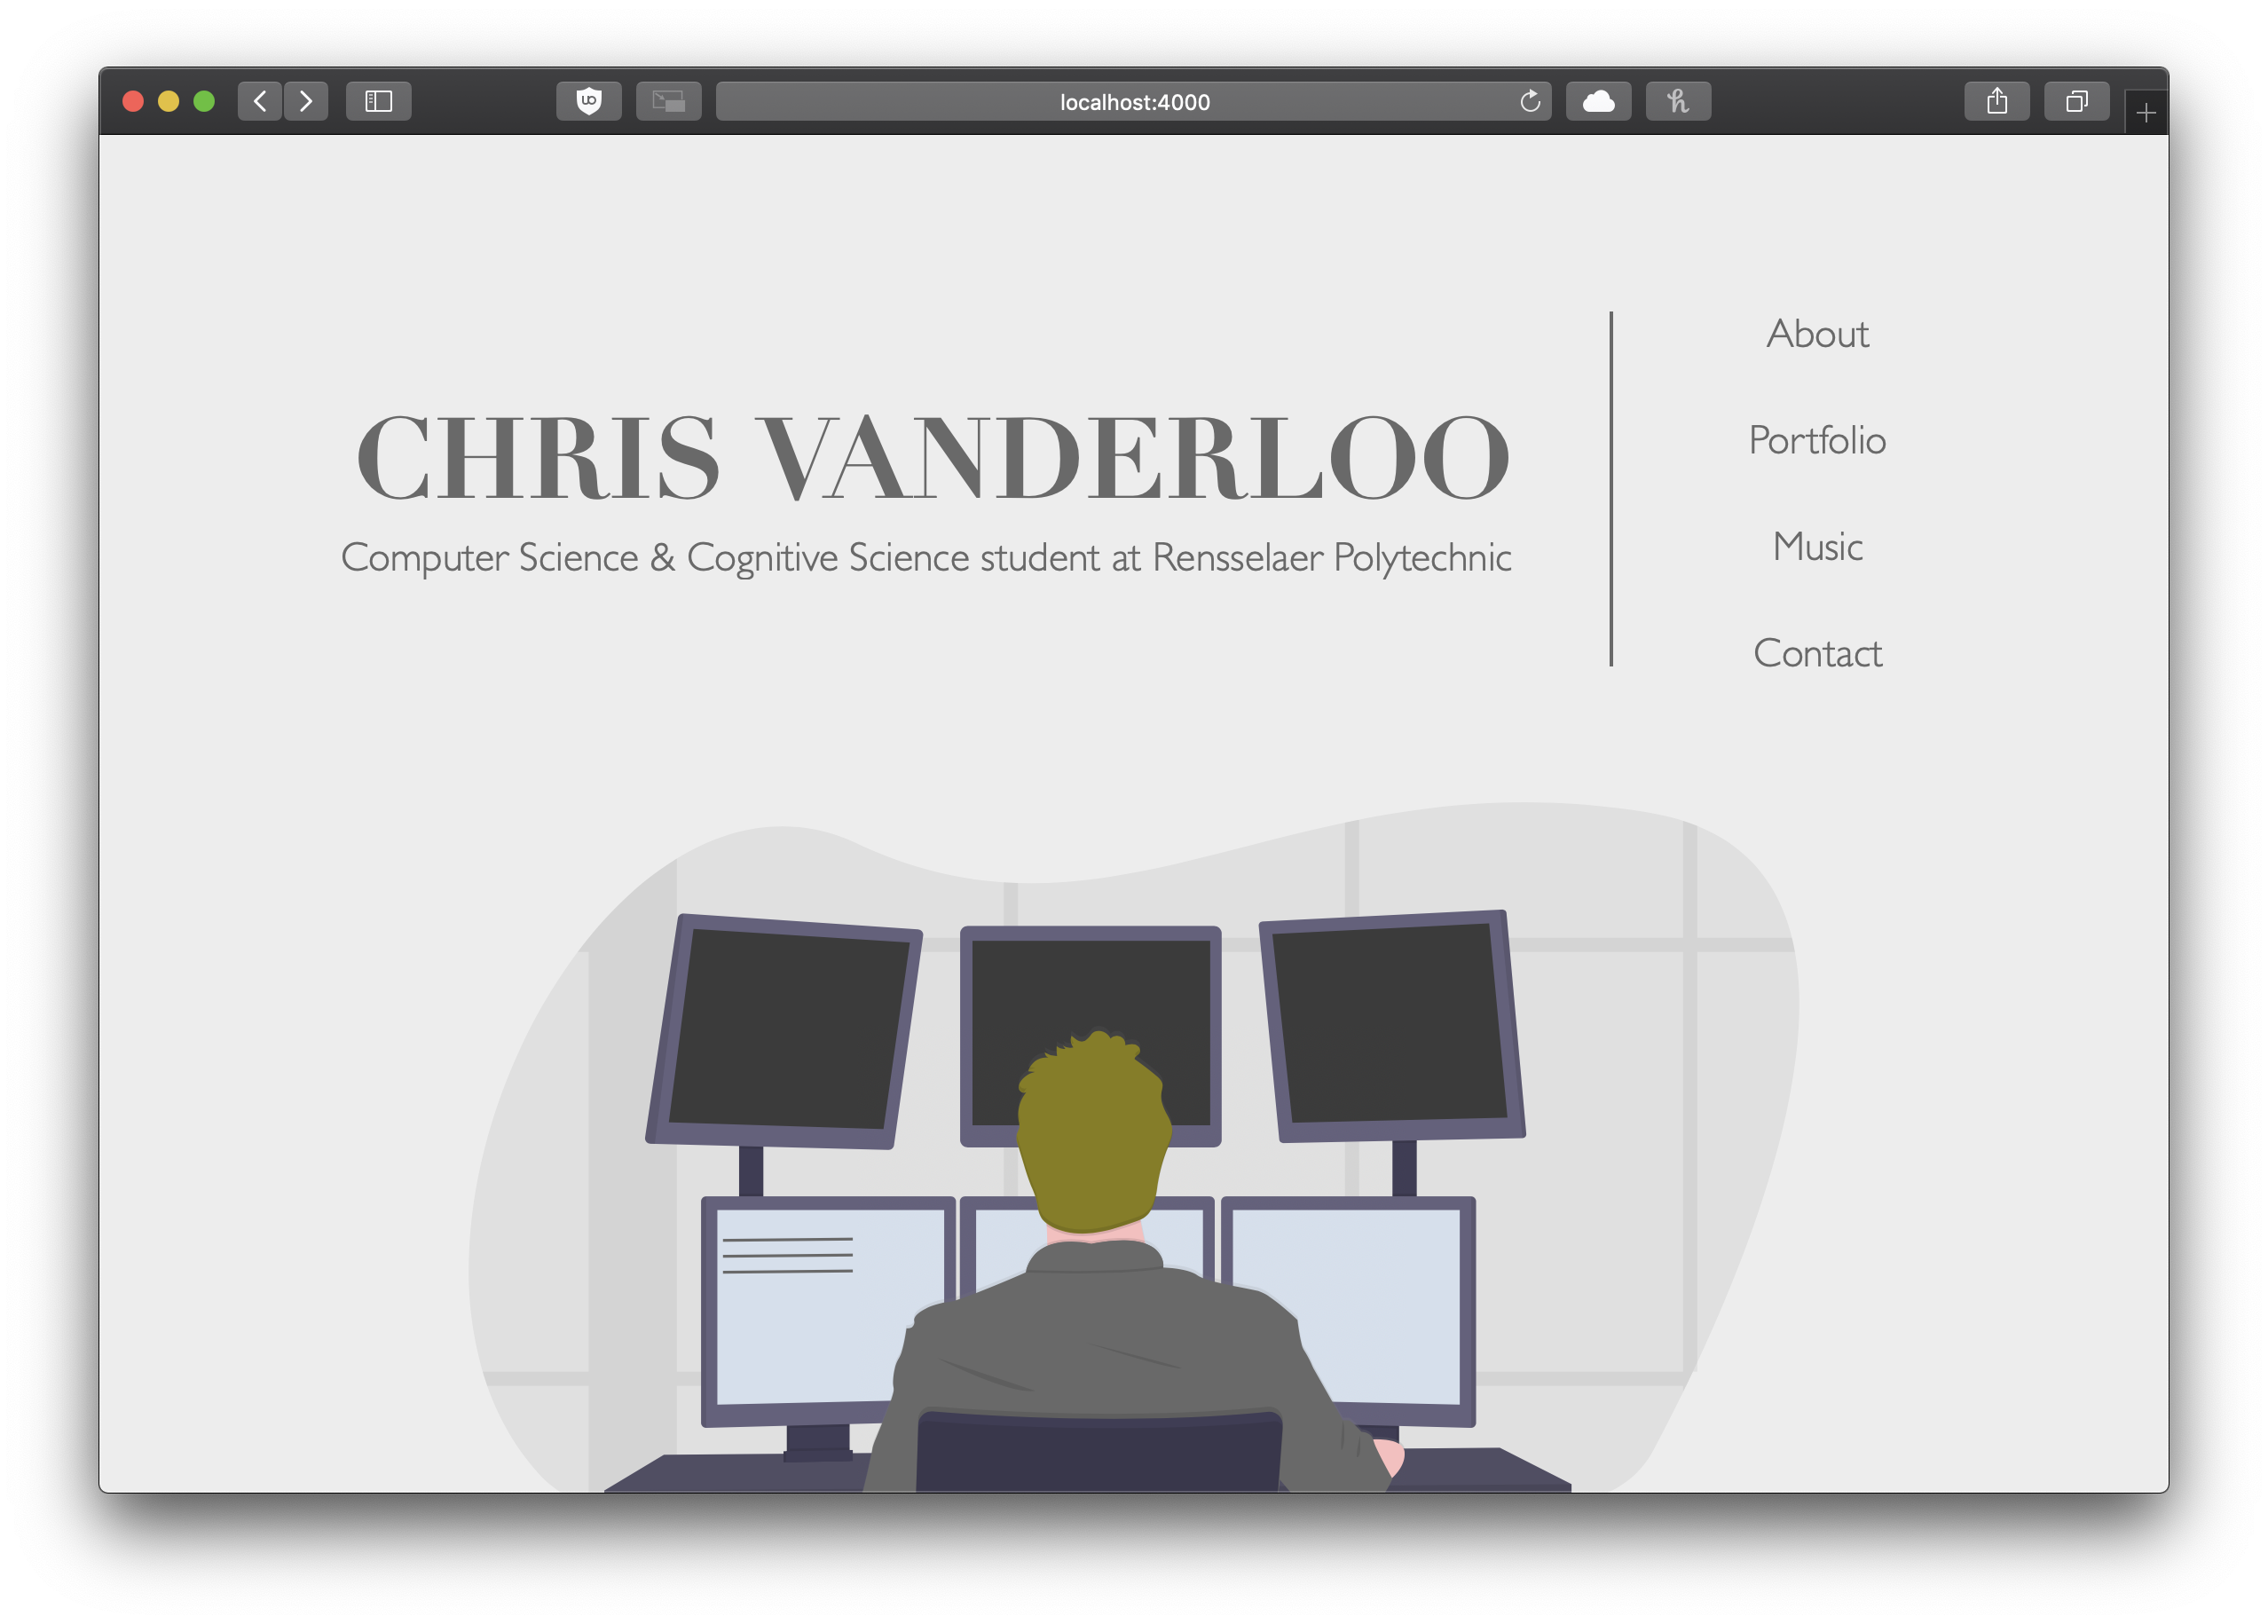 localhost:4000
CHRIS VANDERLOO
Computer Science & Cognitive Science student at Rensselaer Polytechnic
About
Portfolio
Music
Contact